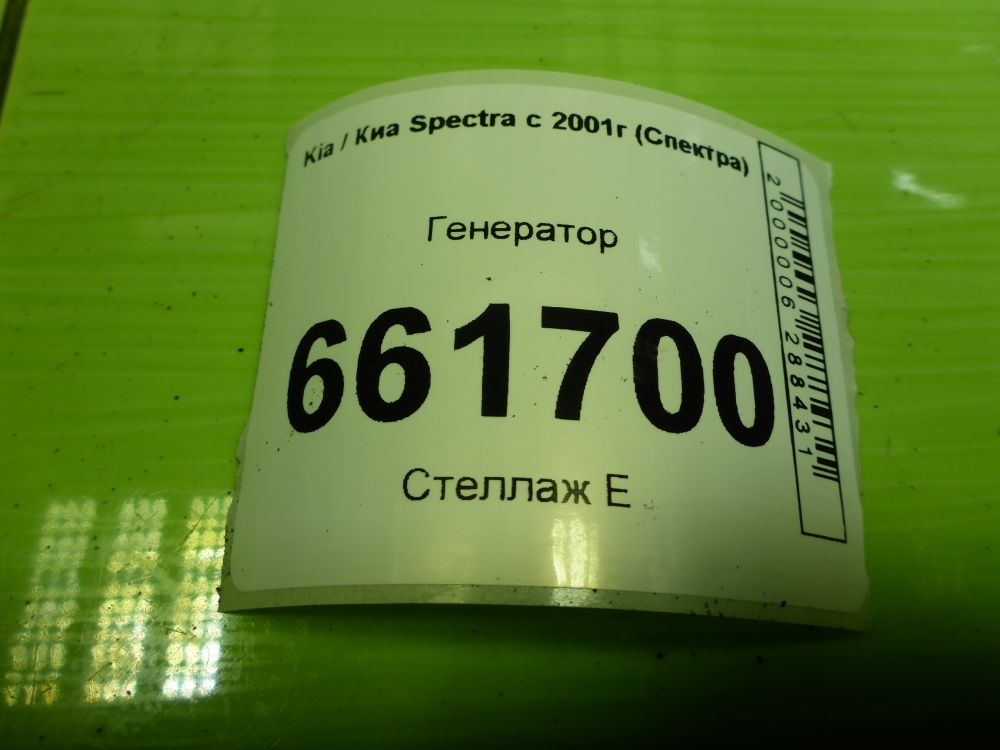 Kia / Киа Spectra с 2001г (Спектра)
Генератор
661700
Стеллаж Е
2000006288431